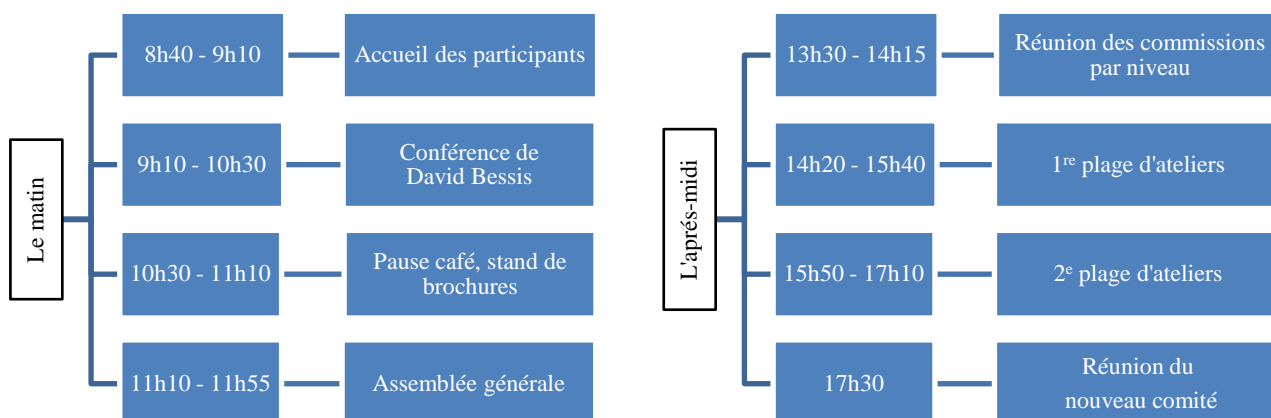 Le matin
8h40 - 9h10
Accueil des participants
9h10 - 10h30
Conférence de
David Bessis
10h30 - 11h10
Pause café, stand de
brochures
11h10 - 11h55
Assemblée générale
L'aprés-midi
13h30 - 14h15
Réunion des commissions
par niveau
14h20 - 15h40
1re plage d'ateliers
15h50 - 17h10
2e plage d'ateliers
17h30
Réunion du
nouveau comité